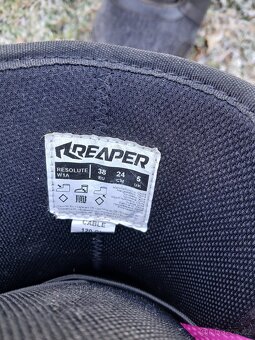 REAPER
RESOLUTE 38 24 5
W1A EU CM UK
CABLE